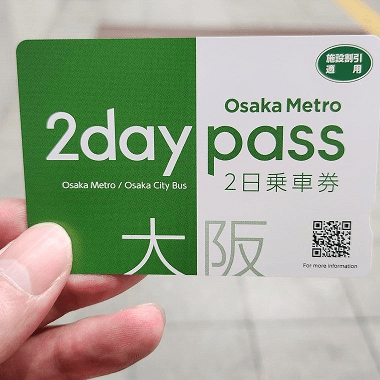 施設割引
適用
Osaka Metro
2day pass
Osaka Metro / Osaka City Bus
2日乗車券
大阪
For more information